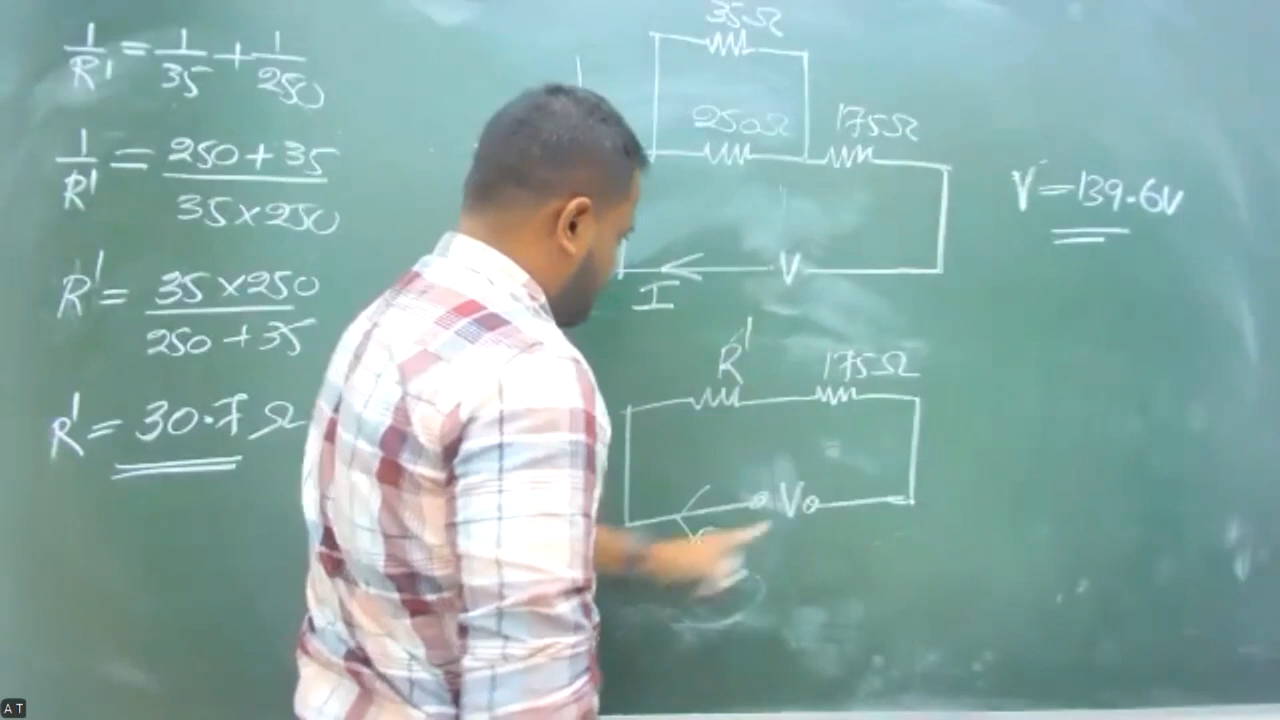 1/R' = 1/35 + 1/250
1/R' = 250 + 35 / 35 × 250
R' = 35 × 250 / 250 + 35
R' = 30.7 Ω
35Ω
250Ω 175Ω
V
I
R' 175Ω
V
V = 139.6V
A T